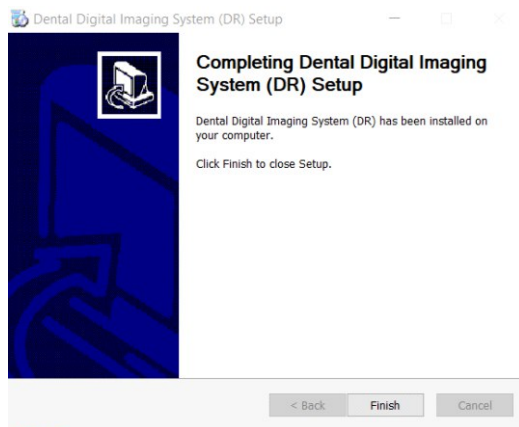 Dental Digital Imaging System (DR) Setup
Completing Dental Digital Imaging
System (DR) Setup
Dental Digital Imaging System (DR) has been installed on
your computer.
Click Finish to close Setup.
< Back
Finish
Cancel